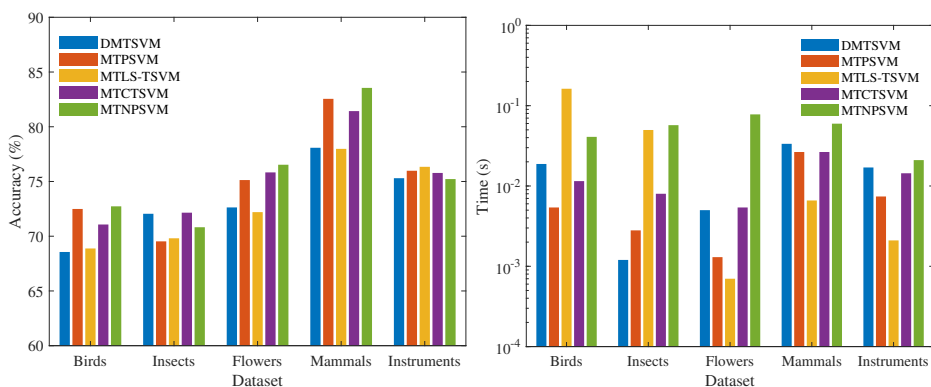 90
85
80
75
70
65
60
Accuracy (%)
DMTSVM
MTPSVM
MTLS-TSVM
MTCTSVM
MTNPSVM
Birds Insects Flowers Mammals Instruments
Dataset
10^0
10^-1
10^-2
10^-3
10^-4
Time (s)
DMTSVM
MTPSVM
MTLS-TSVM
MTCTSVM
MTNPSVM
Birds Insects Flowers Mammals Instruments
Dataset